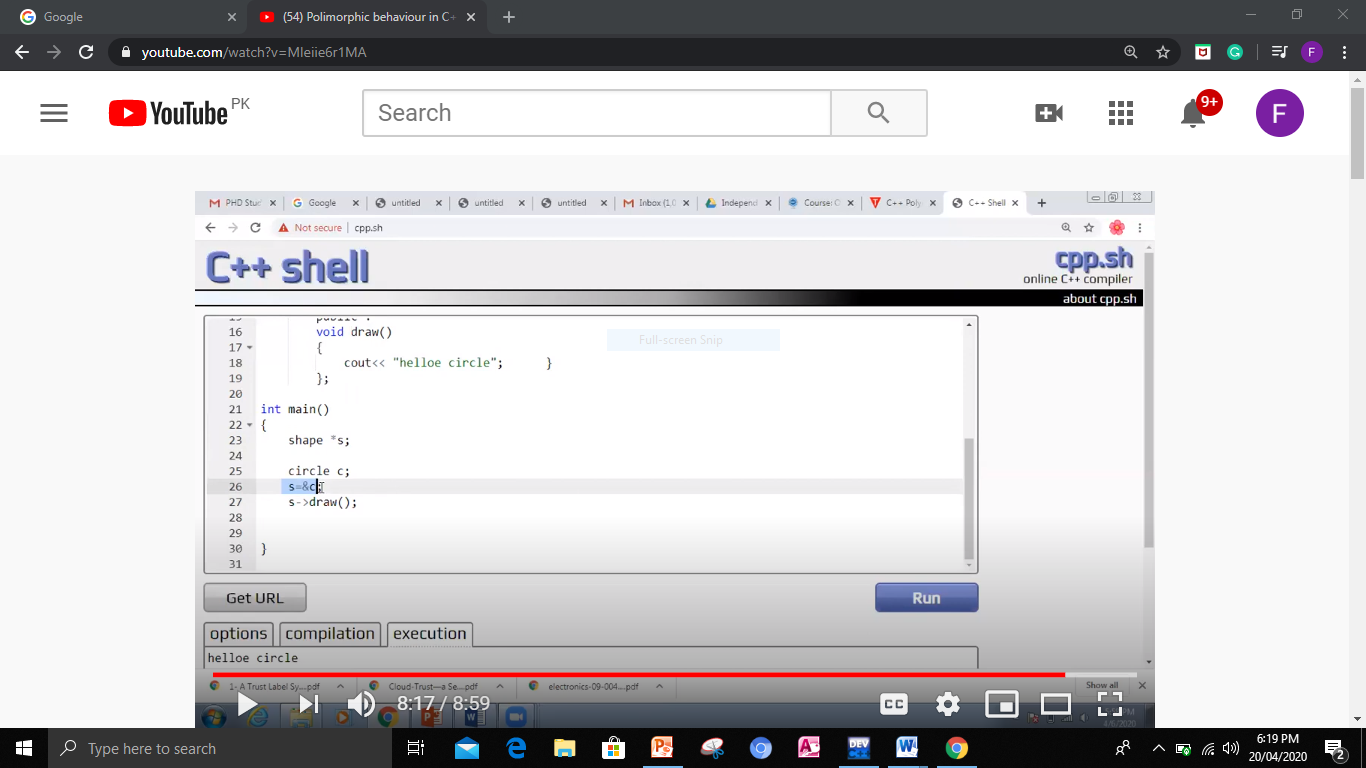 Google
(54) Polimorphic behaviour in C+
youtube.com/watch?v=MIeiie6r1MA
F
YouTube PK
Search
9+
F
PHD Stud
Google
untitled
untitled
untitled
Inbox (1,0
Independ
Course: O
C++ Poly
C++ Shell
Not secure
cpp.sh
C++ shell
cpp.sh
online C++ compiler
about cpp.sh
Full-screen Snip
15 public :
16 void draw()
17 {
18 cout<< "helloe circle"; }
19 };
20
21 int main()
22 {
23 shape *s;
24
25 circle c;
26 s=&c;
27 s->draw();
28
29
30 }
31
Get URL
Run
options
compilation
execution
helloe circle
1- A Trust Label Sy....pdf
Cloud-Trust—a Se....pdf
electronics-09-004....pdf
Show all
8:17 / 8:59
CC
Type here to search
DEV
6:19 PM
20/04/2020
2